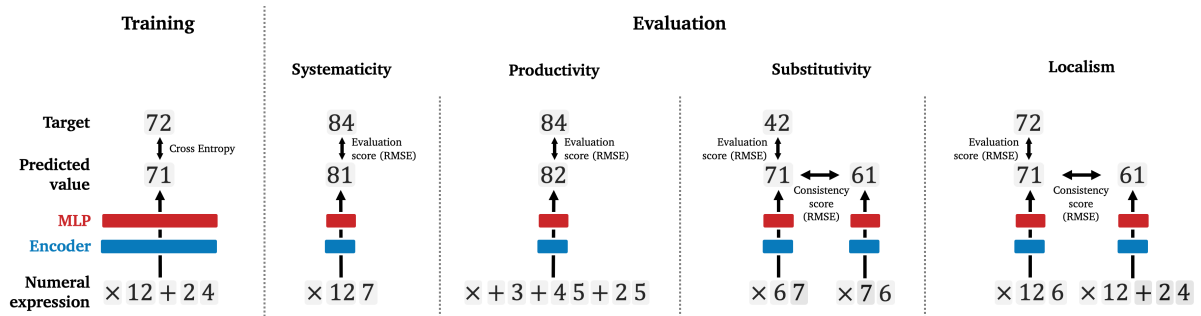 Training
Evaluation
Systematicity
Productivity
Substitutivity
Localism
Target
72
84
84
42
72
Cross Entropy
Evaluation
score (RMSE)
Evaluation
score (RMSE)
Evaluation
score (RMSE)
Evaluation
score (RMSE)
Predicted
value
71
81
82
71
61
71
61
Consistency
score
(RMSE)
Consistency
score
(RMSE)
MLP
Encoder
Numeral
expression
× 12 + 2 4
× 12 7
× + 3 + 4 5 + 2 5
× 6 7
× 7 6
× 12 6
× 12 + 2 4